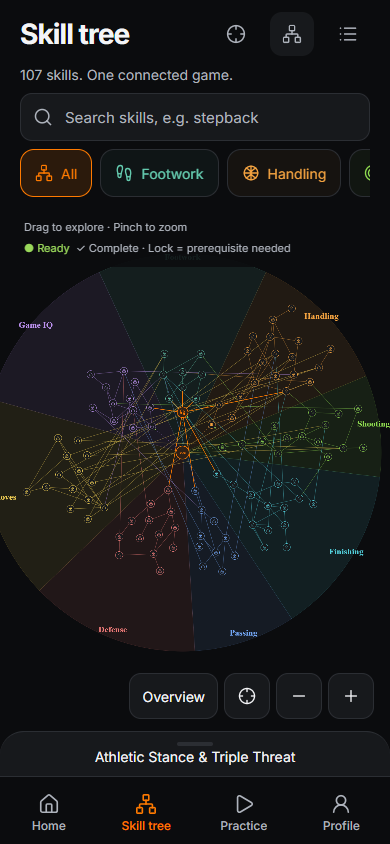 Skill tree
107 skills. One connected game.
Search skills, e.g. stepback
All
Footwork
Handling
Drag to explore · Pinch to zoom
Ready ✓ Complete · Lock = prerequisite needed
Footwork
Game IQ
Handling
Shooting
oves
Finishing
Defense
Passing
Overview
Athletic Stance & Triple Threat
Home
Skill tree
Practice
Profile